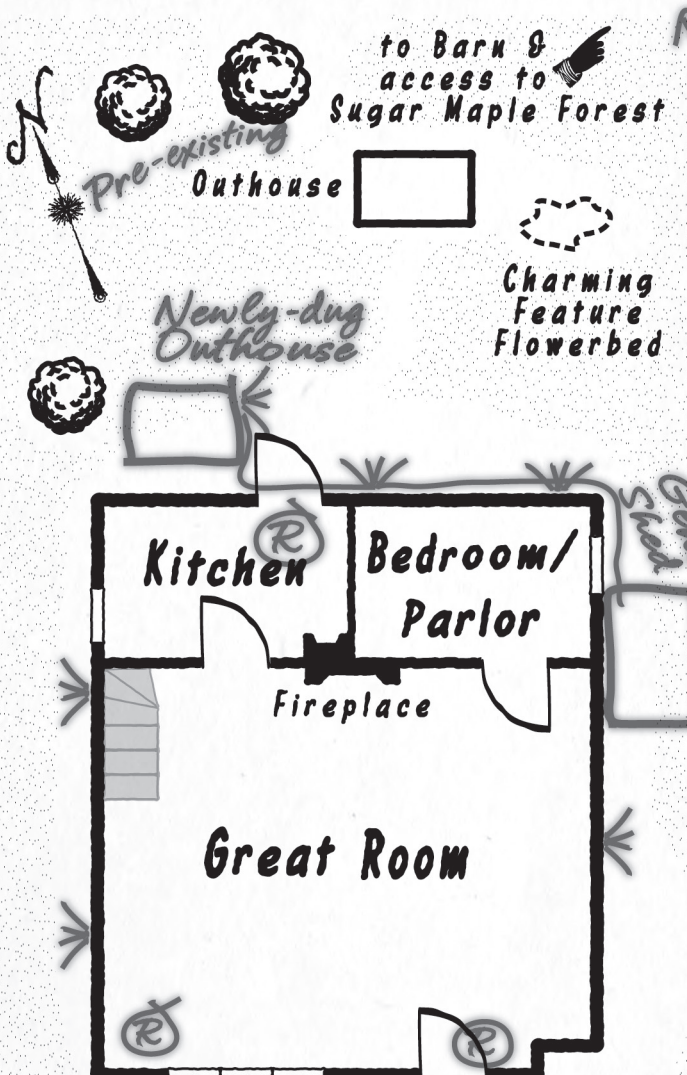 to Barn &
access to
Sugar Maple Forest
N
Pre-existing
Outhouse
Charming
Feature
Flowerbed
Newly-dug
Outhouse
Shed
R
Kitchen
Bedroom/
Parlor
Fireplace
Great Room
R
R